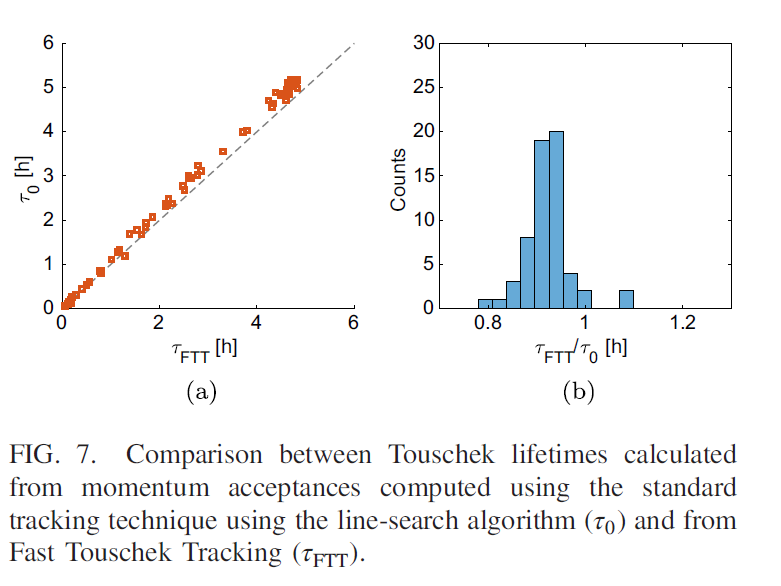 6
5
4
3
2
1
0
τ0 [h]
0 2 4 6
τFTT [h]
(a)
30
25
20
15
10
5
0
Counts
0.8 1 1.2
τFTT/τ0 [h]
(b)
FIG. 7. Comparison between Touschek lifetimes calculated
from momentum acceptances computed using the standard
tracking technique using the line-search algorithm (τ0) and from
Fast Touschek Tracking (τFTT).